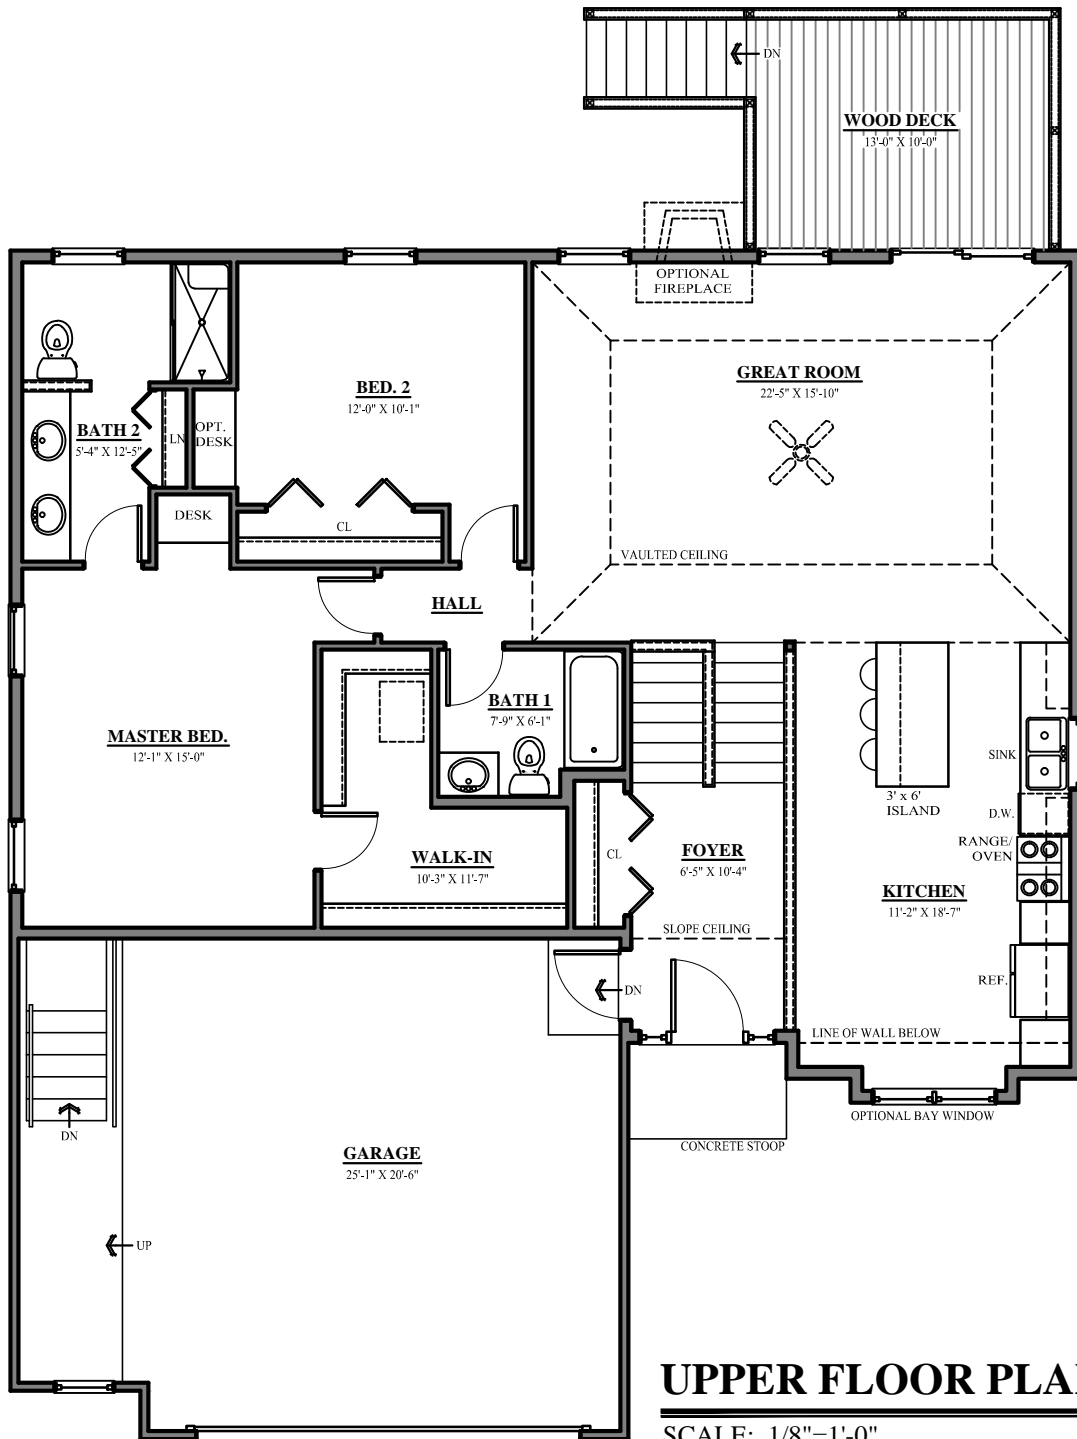 DN
WOOD DECK
13'-0" X 10'-0"
OPTIONAL
FIREPLACE
GREAT ROOM
22'-5" X 15'-10"
BED. 2
12'-0" X 10'-1"
BATH 2
5'-4" X 12'-5"
LN
OPT.
DESK
DESK
CL
VAULTED CEILING
HALL
BATH 1
7'-9" X 6'-1"
MASTER BED.
12'-1" X 15'-0"
SINK
3' x 6'
ISLAND
D.W.
RANGE/
OVEN
WALK-IN
10'-3" X 11'-7"
CL
FOYER
6'-5" X 10'-4"
KITCHEN
11'-2" X 18'-7"
SLOPE CEILING
REF.
DN
LINE OF WALL BELOW
OPTIONAL BAY WINDOW
DN
CONCRETE STOOP
GARAGE
25'-1" X 20'-6"
UP
UPPER FLOOR PLA
SCALE: 1/8"=1'-0"